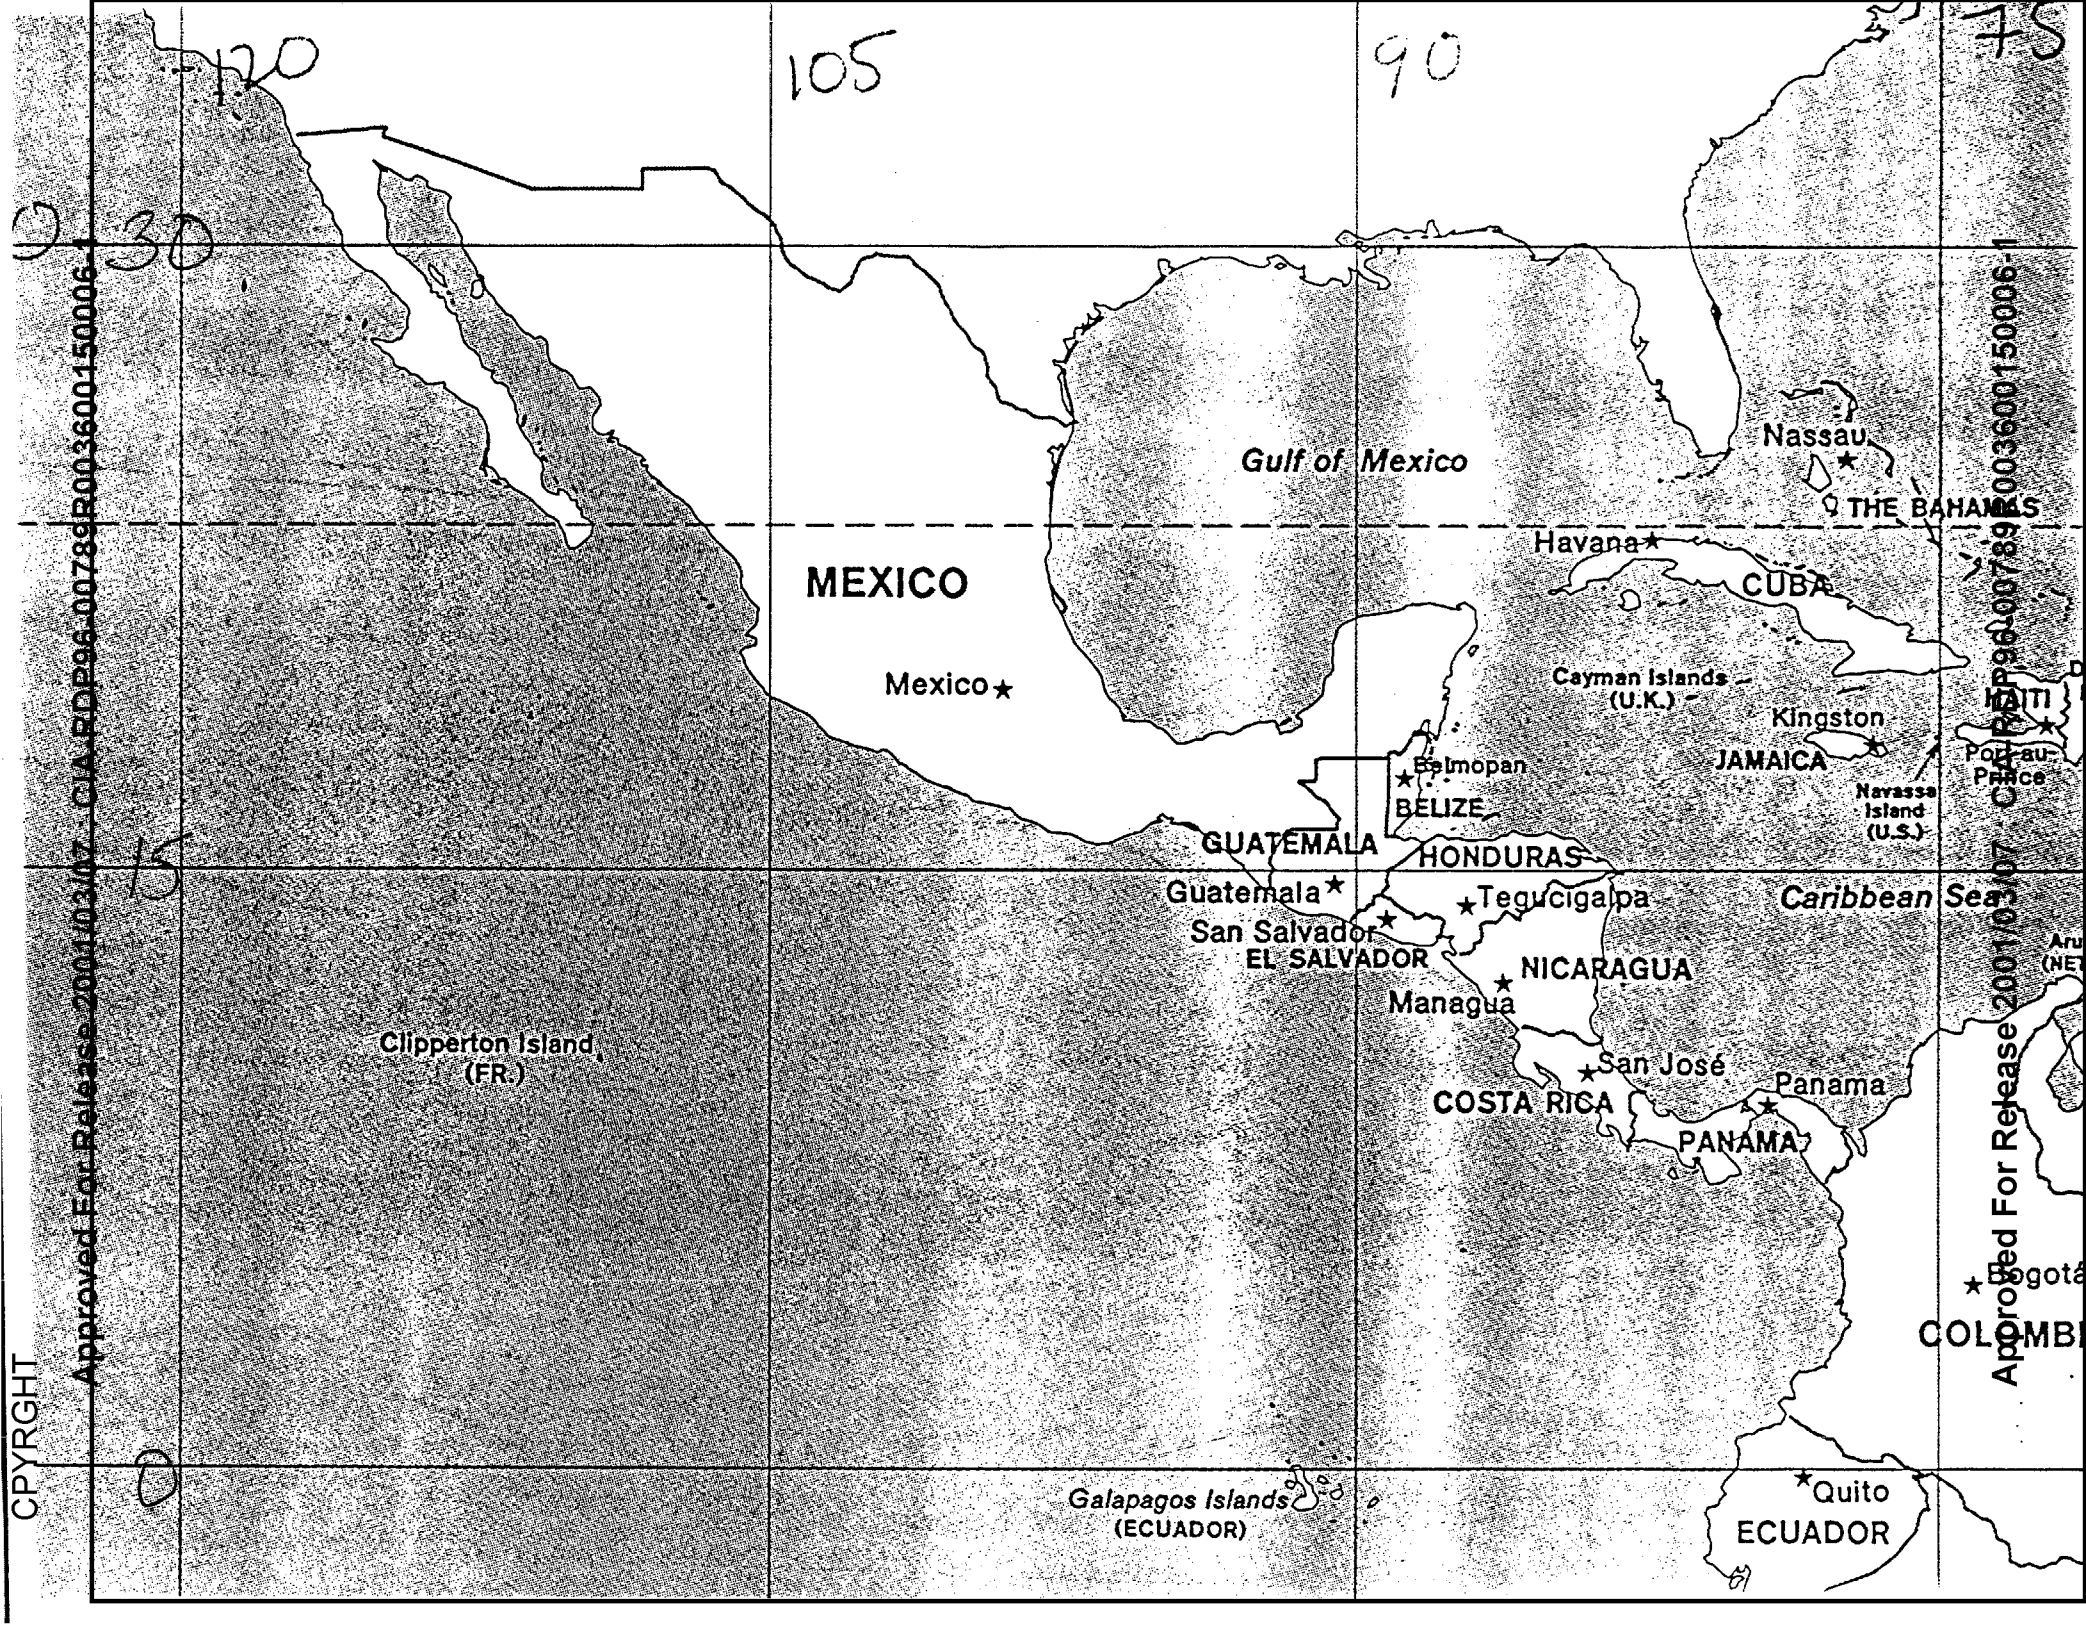 120
105
90
75
30
Gulf of Mexico
Nassau
THE BAHAMAS
Havana
CUBA
MEXICO
Mexico
Cayman Islands
(U.K.)
Kingston
JAMAICA
HAITI
Port-au-
Prince
Navassa
Island
(U.S.)
Belmopan
BELIZE
GUATEMALA
HONDURAS
15
Guatemala
Tegucigalpa
Caribbean Sea
San Salvador
EL SALVADOR
NICARAGUA
Managua
Aru
(NET
Clipperton Island
(FR.)
San José
COSTA RICA
Panama
PANAMA
Bogotá
COLOMBI
0
Galapagos Islands
(ECUADOR)
Quito
ECUADOR
CPYRGHT
Approved For Release 2001/03/07 : CIA-RDP96-00789R003600150006-1
Approved For Release 2001/03/07 : CIA-RDP96-00789R003600150006-1